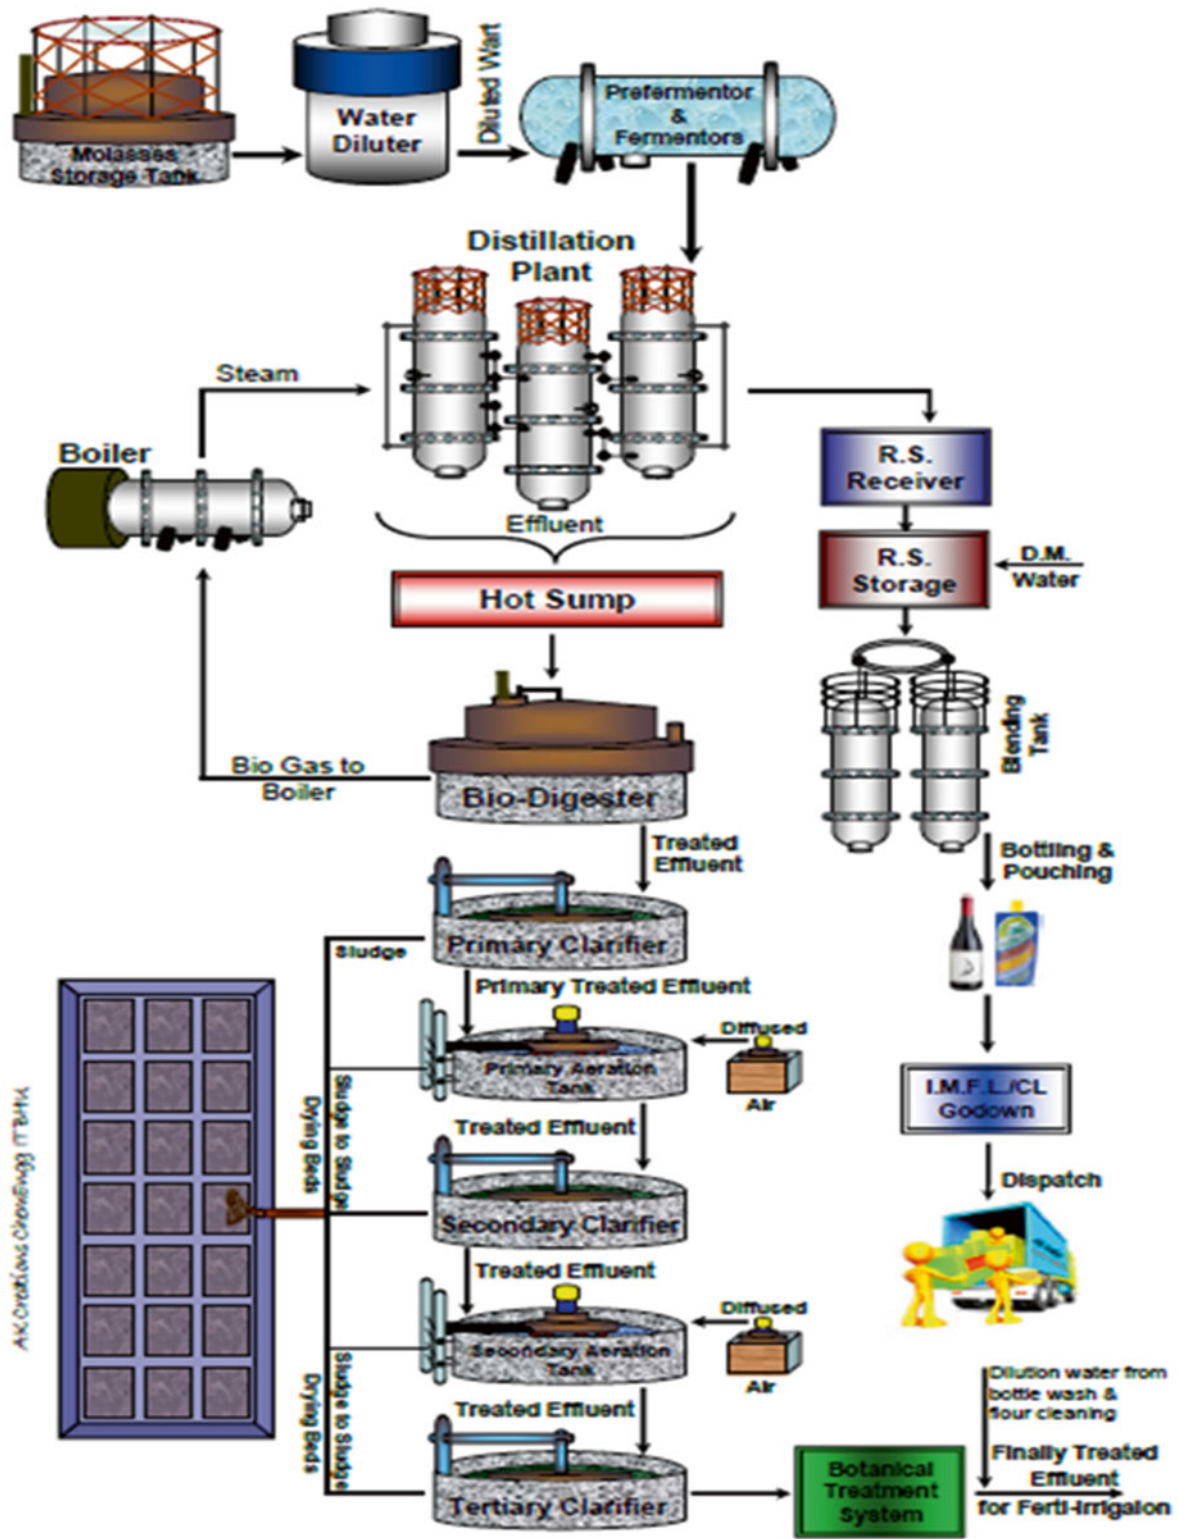 Molasses
Storage Tank
Water
Diluter
Diluted Wart
Prefermentor
&
Fermentors
Distillation
Plant
Steam
Boiler
R.S.
Receiver
Effluent
R.S.
Storage
D.M.
Water
Hot Sump
Blending
Tank
Bio Gas to
Boiler
Bio-Digester
Treated
Effluent
Bottling &
Pouching
Primary Clarifier
Sludge
Primary Treated Effluent
Diffused
Air
Primary Aeration
Tank
I.M.F.L./CL
Godown
Sludge to Sludge
Drying Beds
Treated Effluent
Dispatch
Secondary Clarifier
Treated Effluent
Diffused
Air
Secondary Aeration
Tank
Sludge to Sludge
Drying Beds
Treated Effluent
Dilution water from
bottle wash &
flour cleaning
Tertiary Clarifier
Botanical
Treatment
System
Finally Treated
Effluent
for Ferti-Irrigaion